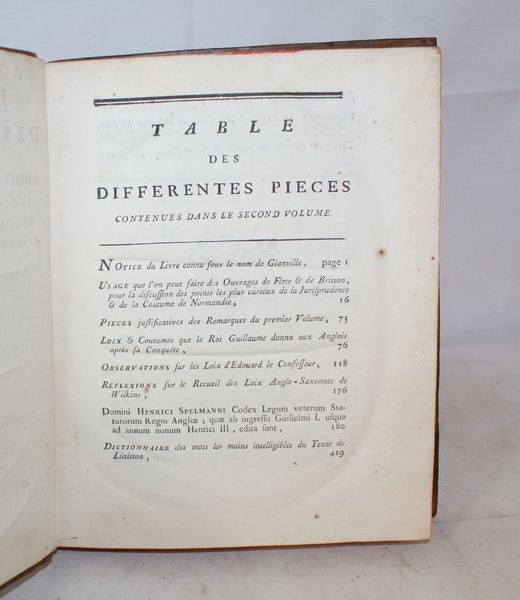 TABLE
DES
DIFFERENTES PIECES
CONTENUES DANS LE SECOND VOLUME.
NOTICE du Livre connu sous le nom de Glanville, page 1
USAGE que l'on peut faire des Ouvrages de Flete & de Britton,
pour la discussion des points les plus curieux de la Jurisprudence
& de la Coutume de Normandie, 16
PIECES justificatives des Remarques du premier Volume, 75
LOIX & Coutumes que le Roi Guillaume donna aux Anglois
après sa Conquête, 76
OBSERVATIONS sur les Loix d'Edouard le Confesseur, 118
RÉFLEXIONS sur le Recueil des Loix Anglo-Saxonnes de
Wilkins, 176
Domini HENRICI SPELMANNI Codex Legum veterum Sta-
tutorum Regni Angliæ; quæ ab ingressu Guslielmi I. usque
ad annum nonum Henrici III, edita sunt, 180
DICTIONNAIRE des mots les moins intelligibles du Texte de
Littleton, 429
DES